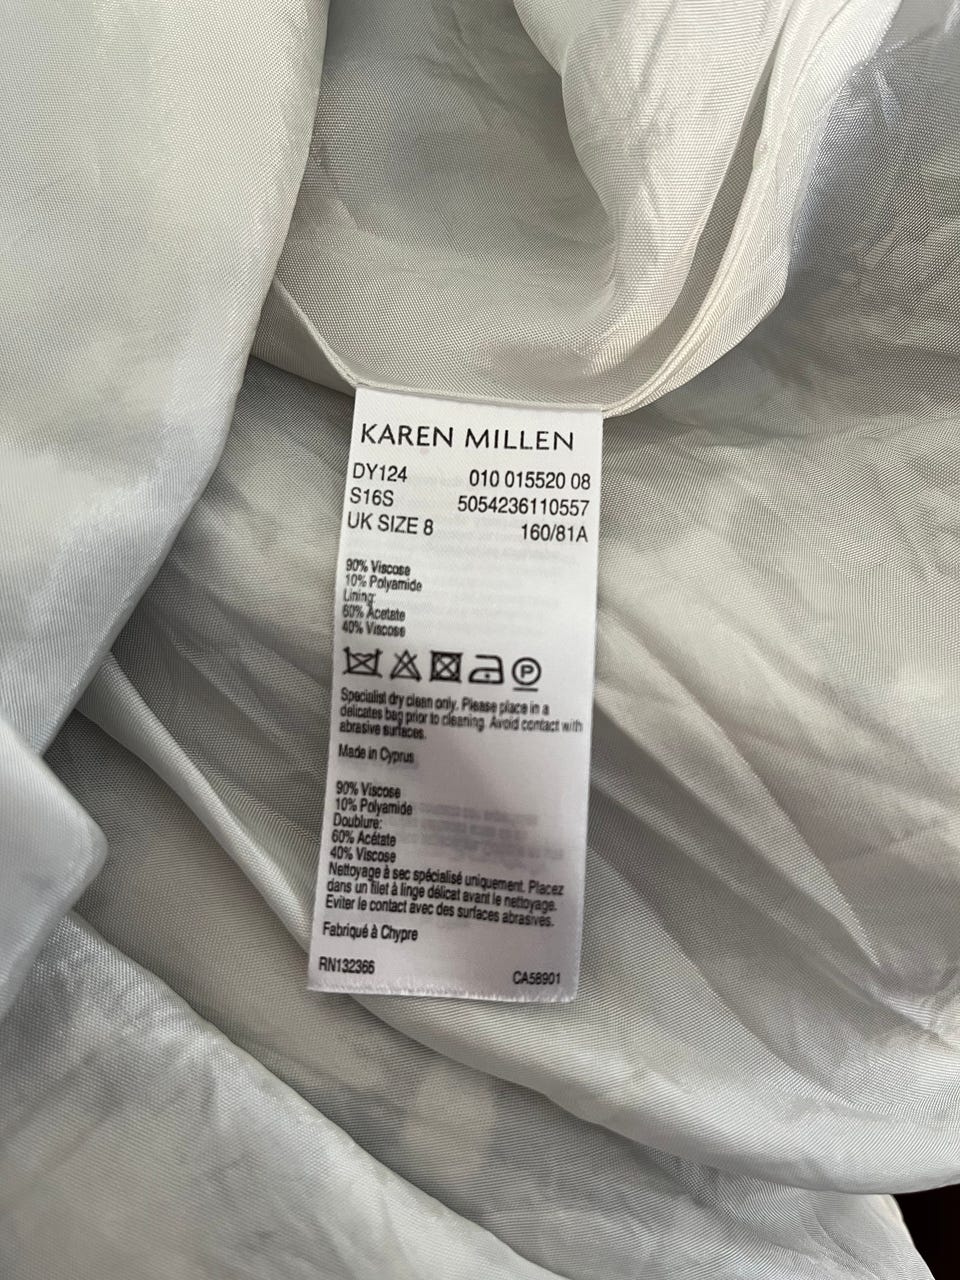 KAREN MILLEN
DY124 010 015520 08
S16S 5054236110557
UK SIZE 8 160/81A
90% Viscose
10% Polyamide
Lining:
60% Acetate
40% Viscose
P
Specialist dry clean only. Please place in a
delicates bag prior to cleaning. Avoid contact with
abrasive surfaces.
Made in Cyprus
90% Viscose
10% Polyamide
Doublure:
60% Acétate
40% Viscose
Nettoyage à sec spécialisé uniquement. Placez
dans un filet à linge délicat avant le nettoyage.
Eviter le contact avec des surfaces abrasives.
Fabriqué à Chypre
RN132366 CA58901